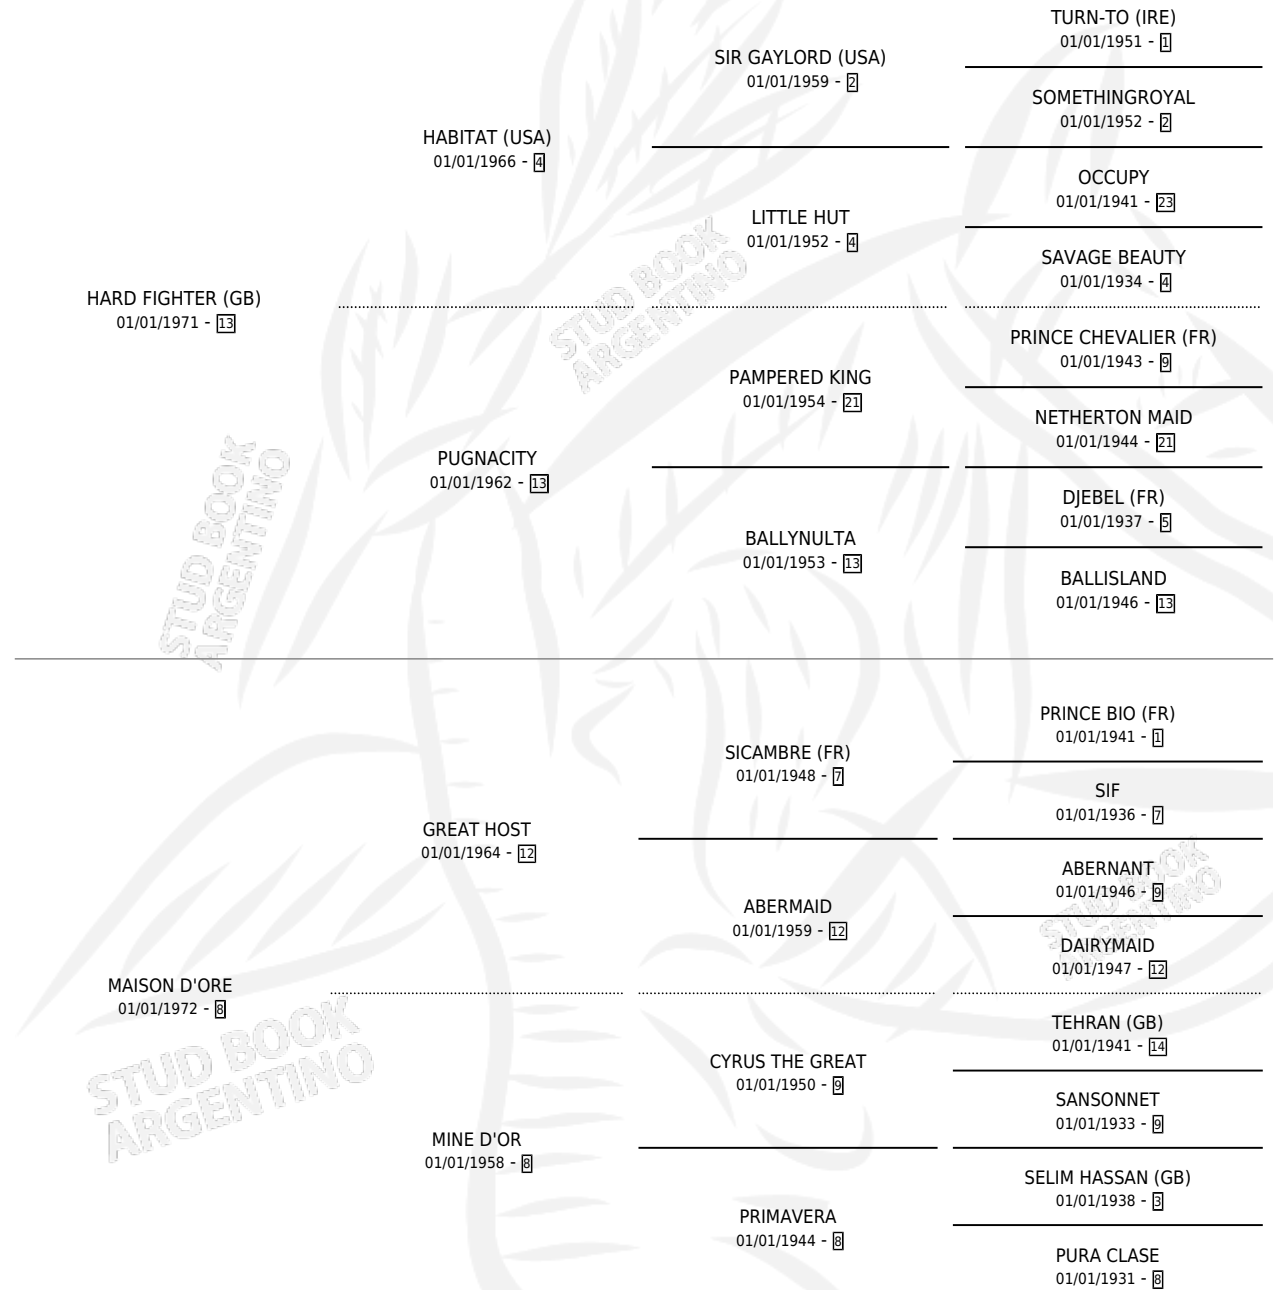 TURN-TO (IRE)
01/01/1951 - 1
SIR GAYLORD (USA)
01/01/1959 - 2
SOMETHINGROYAL
01/01/1952 - 2
HABITAT (USA)
01/01/1966 - 4
OCCUPY
01/01/1941 - 23
LITTLE HUT
01/01/1952 - 4
SAVAGE BEAUTY
01/01/1934 - 4
HARD FIGHTER (GB)
01/01/1971 - 13
PRINCE CHEVALIER (FR)
01/01/1943 - 9
PAMPERED KING
01/01/1954 - 21
NETHERTON MAID
01/01/1944 - 21
PUGNACITY
01/01/1962 - 13
DJEBEL (FR)
01/01/1937 - 5
BALLYNULTA
01/01/1953 - 13
BALLISLAND
01/01/1946 - 13
PRINCE BIO (FR)
01/01/1941 - 1
SICAMBRE (FR)
01/01/1948 - 7
SIF
01/01/1936 - 7
GREAT HOST
01/01/1964 - 12
ABERNANT
01/01/1946 - 9
ABERMAID
01/01/1959 - 12
DAIRYMAID
01/01/1947 - 12
MAISON D'ORE
01/01/1972 - 8
TEHRAN (GB)
01/01/1941 - 14
CYRUS THE GREAT
01/01/1950 - 9
SANSONNET
01/01/1933 - 9
MINE D'OR
01/01/1958 - 8
SELIM HASSAN (GB)
01/01/1938 - 3
PRIMAVERA
01/01/1944 - 8
PURA CLASE
01/01/1931 - 8
STUD BOOK
ARGENTINO
STUD BOOK
ARGENTINO
STUD BOOK
ARGENTINO
STUD BOOK
ARGENTINO